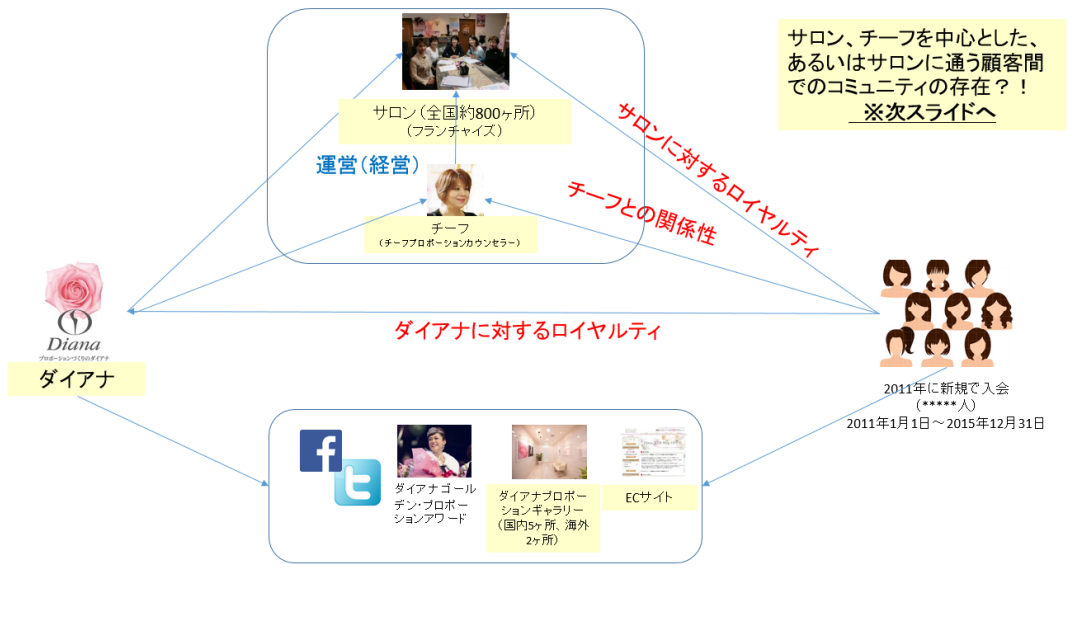 サロン、チーフを中心とした、
あるいはサロンに通う顧客間
でのコミュニティの存在？！
※次スライドへ
サロン（全国約800ヶ所）
（フランチャイズ）
運営（経営）
チーフ
（チーフプロポーションカウンセラー）
サロンに対するロイヤルティ
チーフとの関係性
ダイアナに対するロイヤルティ
Diana
プロポーションづくりのダイアナ
ダイアナ
2011年に新規で入会
（*****人）
2011年1月1日～2015年12月31日
ダイアナゴール
デン・プロポー
ションアワード
ダイアナプロポー
ションギャラリー
（国内5ヶ所、海外
2ヶ所）
ECサイト